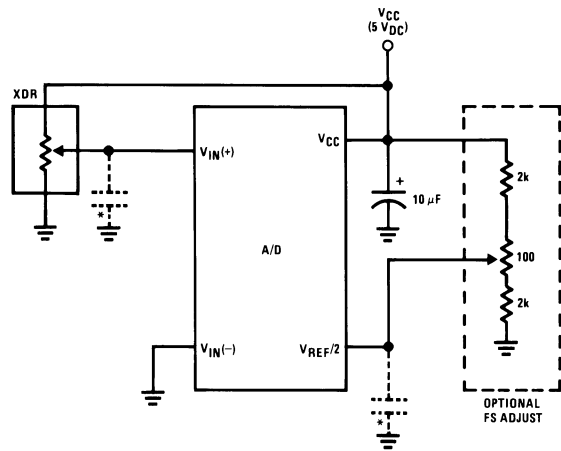 VCC
(5 VDC)
XDR
VIN(+)
VCC
2k
+
10 µF
*
A/D
100
2k
VIN(−)
VREF/2
*
OPTIONAL
FS ADJUST